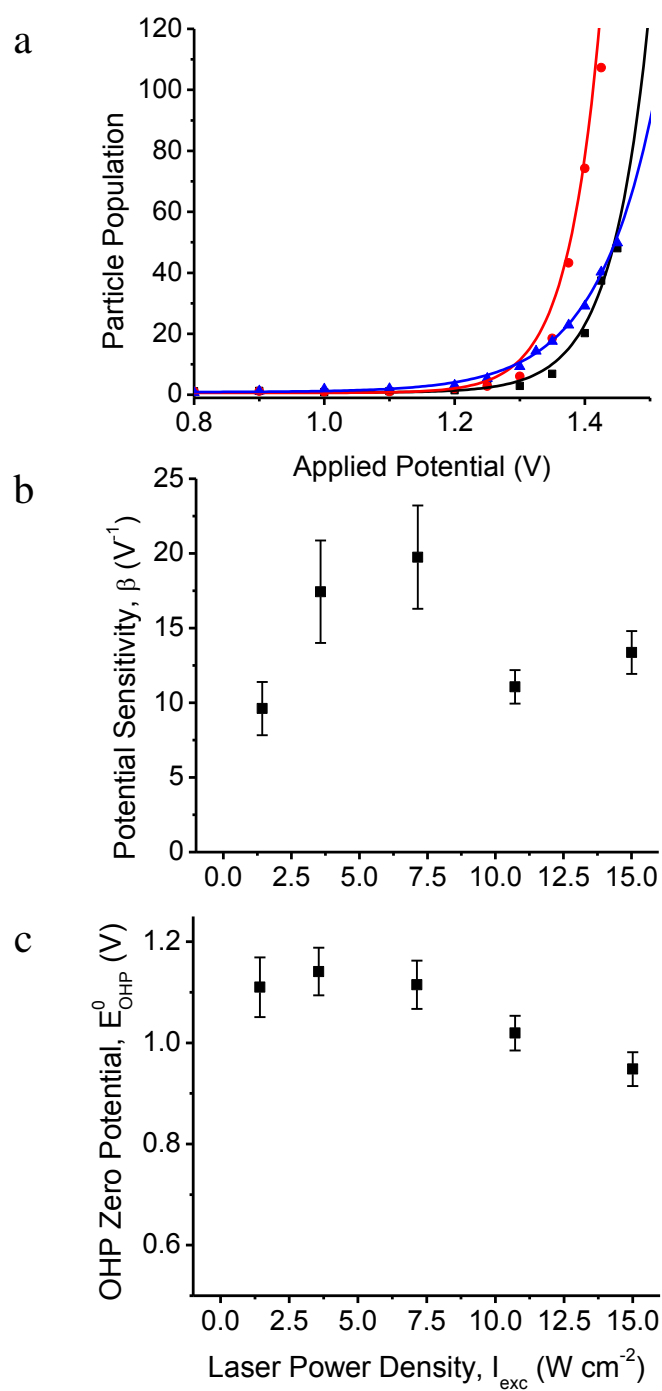 a
Particle Population
120
100
80
60
40
20
0
0.8 1.0 1.2 1.4
Applied Potential (V)
b
Potential Sensitivity, β (V⁻¹)
25
20
15
10
5
0
0.0 2.5 5.0 7.5 10.0 12.5 15.0
c
OHP Zero Potential, E⁰OHP (V)
1.2
1.0
0.8
0.6
0.0 2.5 5.0 7.5 10.0 12.5 15.0
Laser Power Density, Iexc (W cm⁻²)